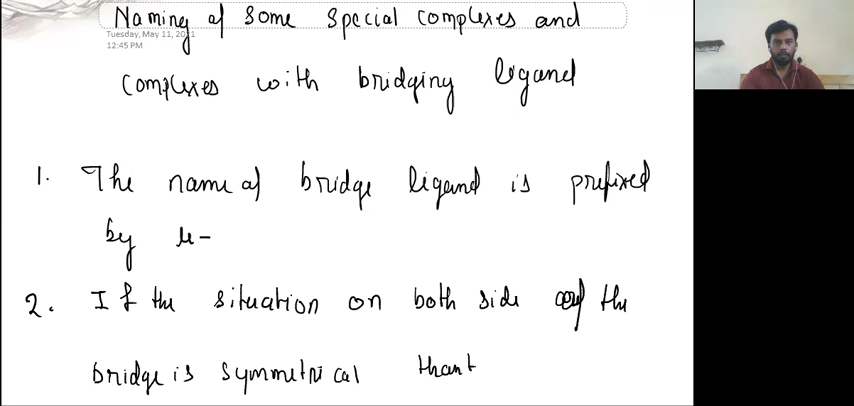 Naming of some special complexes and
Tuesday, May 11, 2021
12:45 PM
complexes with bridging ligand
1. The name of bridge ligand is prefixed
by μ-
2. If the situation on both side of the
bridge is symmetrical thant